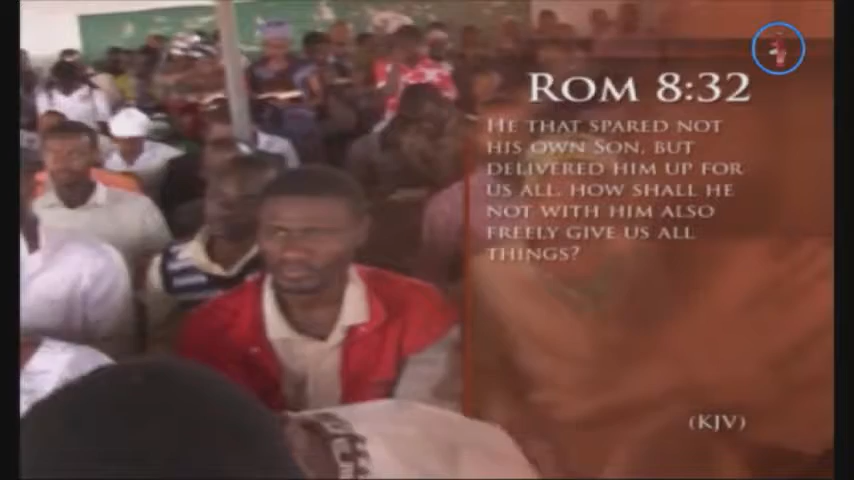 ROM 8:32
HE THAT SPARED NOT
HIS OWN SON, BUT
DELIVERED HIM UP FOR
US ALL, HOW SHALL HE
NOT WITH HIM ALSO
FREELY GIVE US ALL
THINGS?
(KJV)